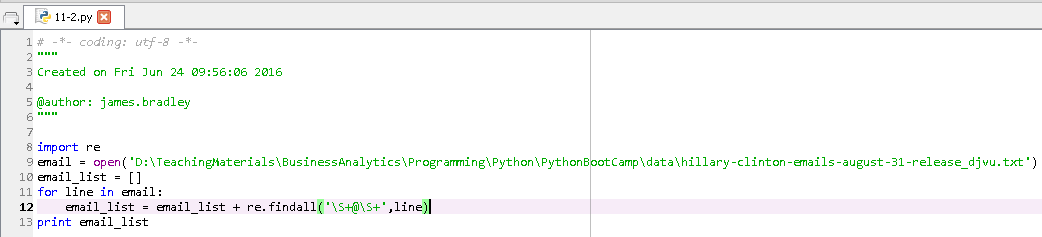 11-2.py
1 # -*- coding: utf-8 -*-
2 """
3 Created on Fri Jun 24 09:56:06 2016
4
5 @author: james.bradley
6 """
7
8 import re
9 email = open('D:\TeachingMaterials\BusinessAnalytics\Programming\Python\PythonBootCamp\data\hillary-clinton-emails-august-31-release_djvu.txt')
10 email_list = []
11 for line in email:
12     email_list = email_list + re.findall('\S+@\S+',line)
13 print email_list